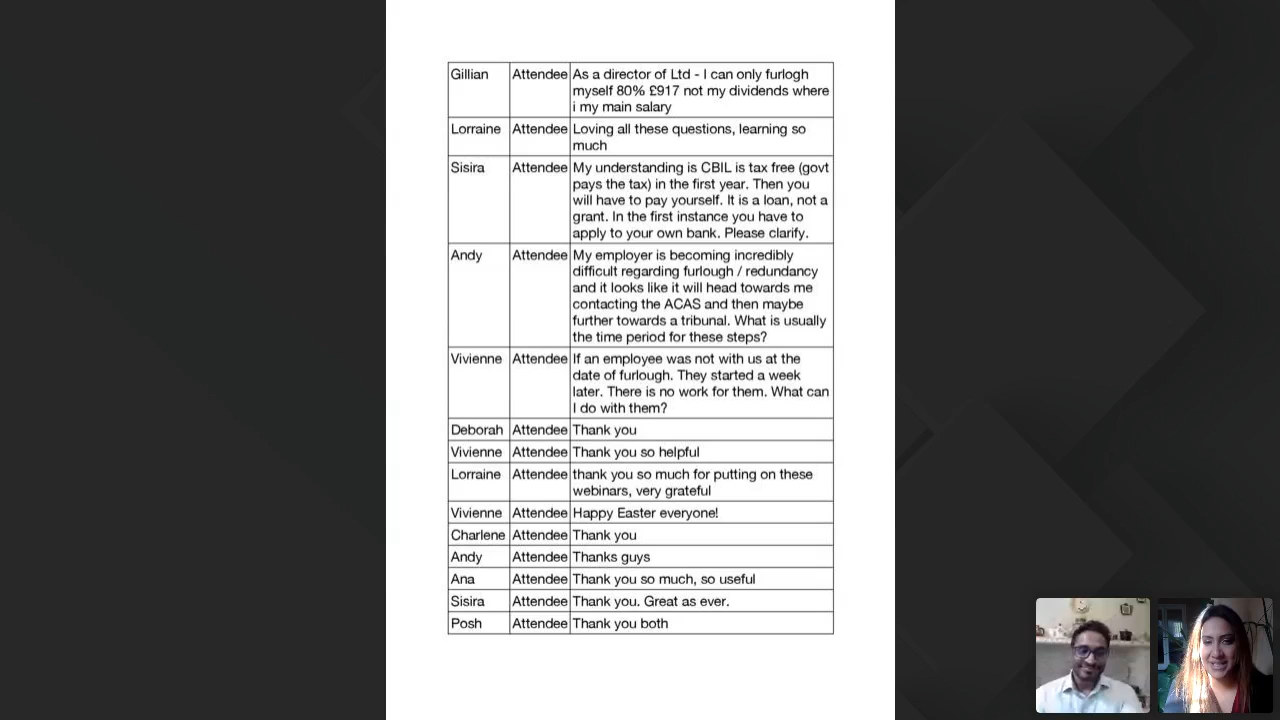 Gillian Attendee As a director of Ltd - I can only furlogh
myself 80% £917 not my dividends where
i my main salary
Lorraine Attendee Loving all these questions, learning so
much
Sisira Attendee My understanding is CBIL is tax free (govt
pays the tax) in the first year. Then you
will have to pay yourself. It is a loan, not a
grant. In the first instance you have to
apply to your own bank. Please clarify.
Andy Attendee My employer is becoming incredibly
difficult regarding furlough / redundancy
and it looks like it will head towards me
contacting the ACAS and then maybe
further towards a tribunal. What is usually
the time period for these steps?
Vivienne Attendee If an employee was not with us at the
date of furlough. They started a week
later. There is no work for them. What can
I do with them?
Deborah Attendee Thank you
Vivienne Attendee Thank you so helpful
Lorraine Attendee thank you so much for putting on these
webinars, very grateful
Vivienne Attendee Happy Easter everyone!
Charlene Attendee Thank you
Andy Attendee Thanks guys
Ana Attendee Thank you so much, so useful
Sisira Attendee Thank you. Great as ever.
Posh Attendee Thank you both